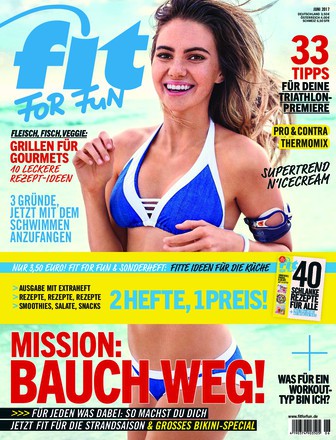 JUNI 2017
fit
FOR FUN
33
TIPPS
FÜR DEINE
TRIATHLON-
PREMIERE
PRO & CONTRA
THERMOMIX
SUPERTREND
N'ICECREAM
FLEISCH, FISCH, VEGGIE:
GRILLEN FÜR
GOURMETS
10 LECKERE
REZEPT-IDEEN
3 GRÜNDE,
JETZT MIT DEM
SCHWIMMEN
ANZUFANGEN
NUR 3,50 EURO! FIT FOR FUN & SONDERHEFT: FITTE IDEEN FÜR DIE KÜCHE
> AUSGABE MIT EXTRAHEFT
> REZEPTE, REZEPTE, REZEPTE
> SMOOTHIES, SALATE, SNACKS
2 HEFTE, 1 PREIS!
40
SCHLANKE
REZEPTE
FÜR ALLE
MISSION:
BAUCH WEG!
>>> FÜR JEDEN WAS DABEI: SO MACHST DU DICH
JETZT FIT FÜR DIE STRANDSAISON & GROSSES BIKINI-SPECIAL
+
WAS FÜR EIN
WORKOUT-
TYP BIN ICH?
www.fitforfun.de